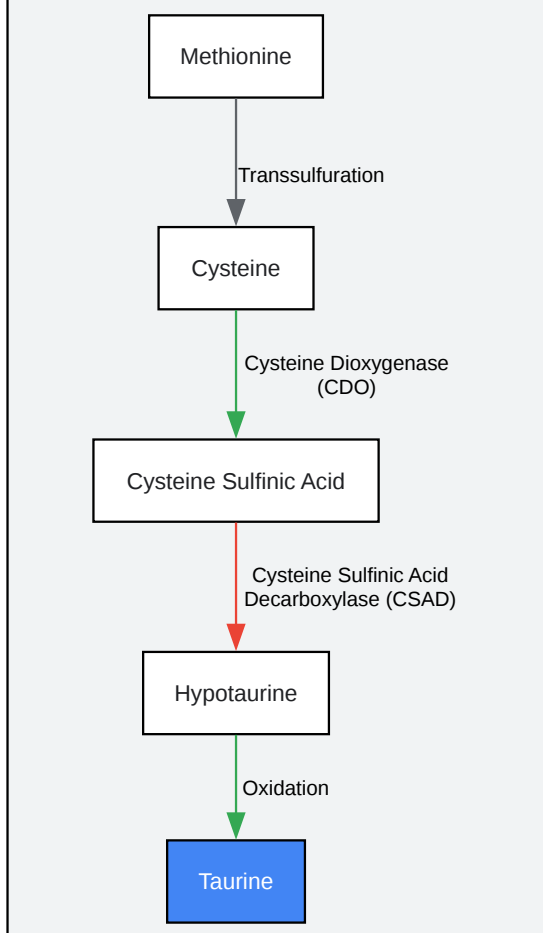 Methionine
Transsulfuration
Cysteine
Cysteine Dioxygenase
(CDO)
Cysteine Sulfinic Acid
Cysteine Sulfinic Acid
Decarboxylase (CSAD)
Hypotaurine
Oxidation
Taurine